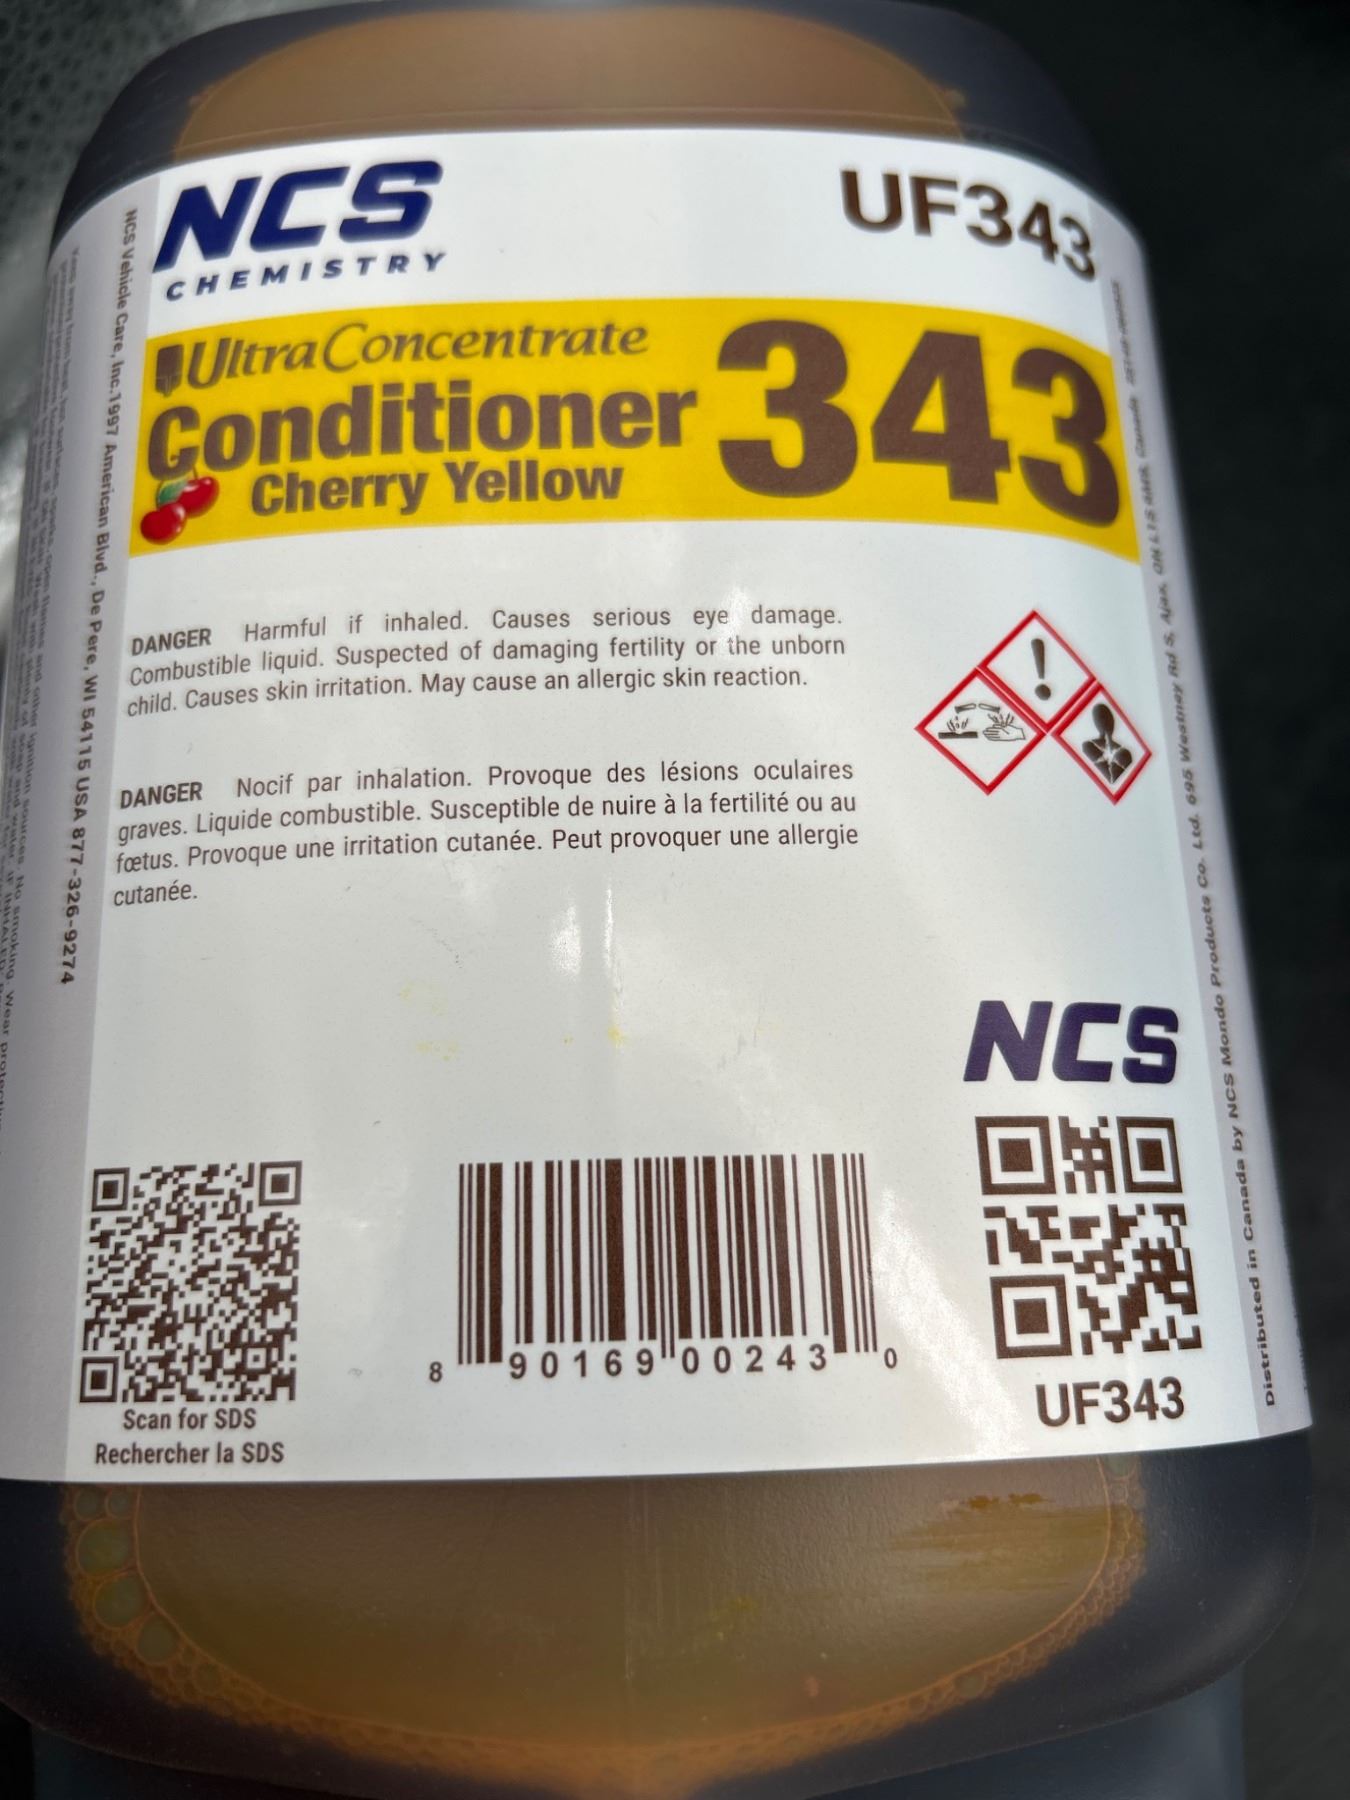 NCS
CHEMISTRY
UF343
Ultra Concentrate
Conditioner
Cherry Yellow
343
DANGER Harmful if inhaled. Causes serious eye damage.
Combustible liquid. Suspected of damaging fertility or the unborn
child. Causes skin irritation. May cause an allergic skin reaction.
DANGER Nocif par inhalation. Provoque des lésions oculaires
graves. Liquide combustible. Susceptible de nuire à la fertilité ou au
fœtus. Provoque une irritation cutanée. Peut provoquer une allergie
cutanée.
NCS
Scan for SDS
Rechercher la SDS
8 90169 00243 0
UF343
NCS Vehicle Care, Inc. 1997 American Blvd., De Pere, WI 54115 USA 877-326-9274
Distributed in Canada by NCS Mondo Products Co. Ltd. 695 Westney Rd S, Ajax, ON L1S 6M9, Canada